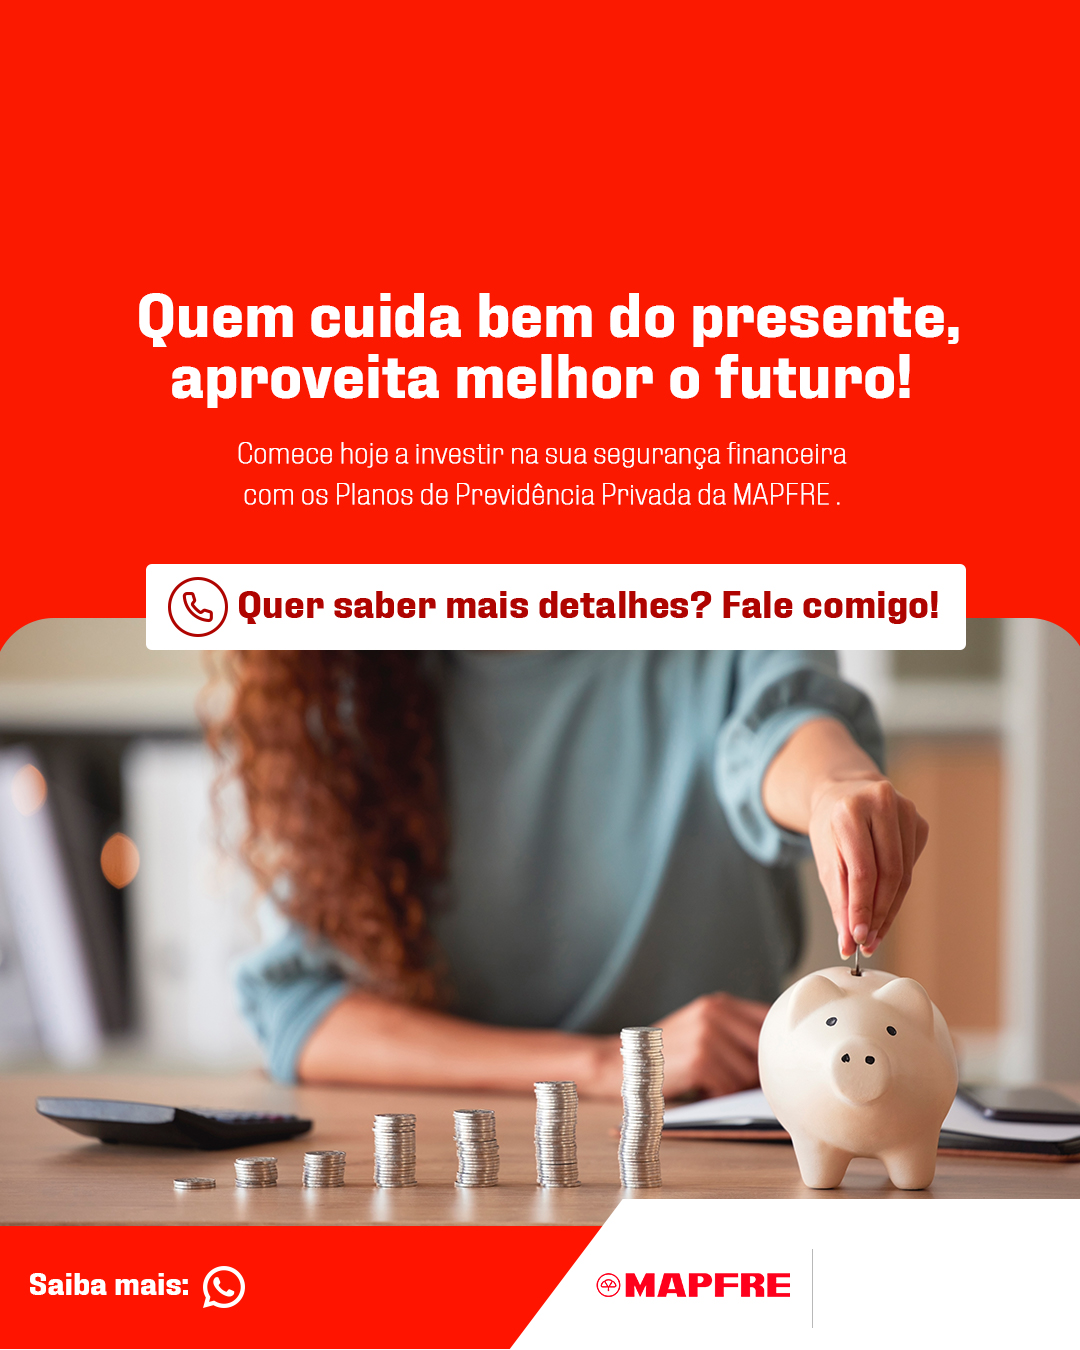 Quem cuida bem do presente,
aproveita melhor o futuro!
Comece hoje a investir na sua segurança financeira
com os Planos de Previdência Privada da MAPFRE .
Quer saber mais detalhes? Fale comigo!
Saiba mais:
MAPFRE